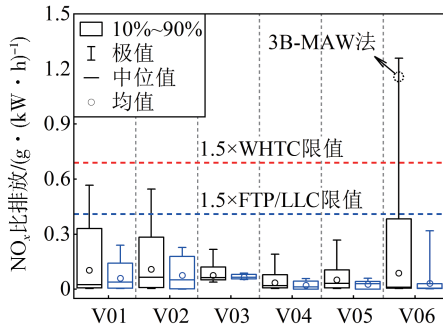 1.5
1.2
0.9
0.6
0.3
0
NOx比排放/(g·(kW·h)⁻¹)
10%~90%
极值
中位值
均值
3B-MAW法
1.5×WHTC限值
1.5×FTP/LLC限值
V01 V02 V03 V04 V05 V06